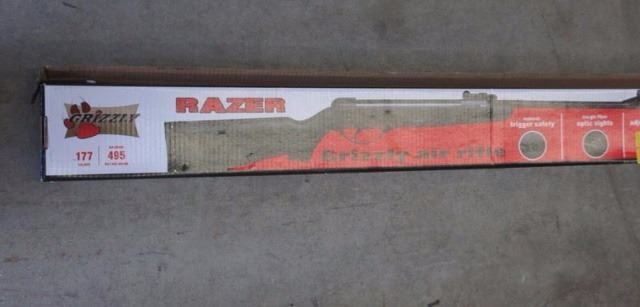 GRIZZLY
RAZER
.177
495
Grizzly air rifle
trigger safety
optic sights